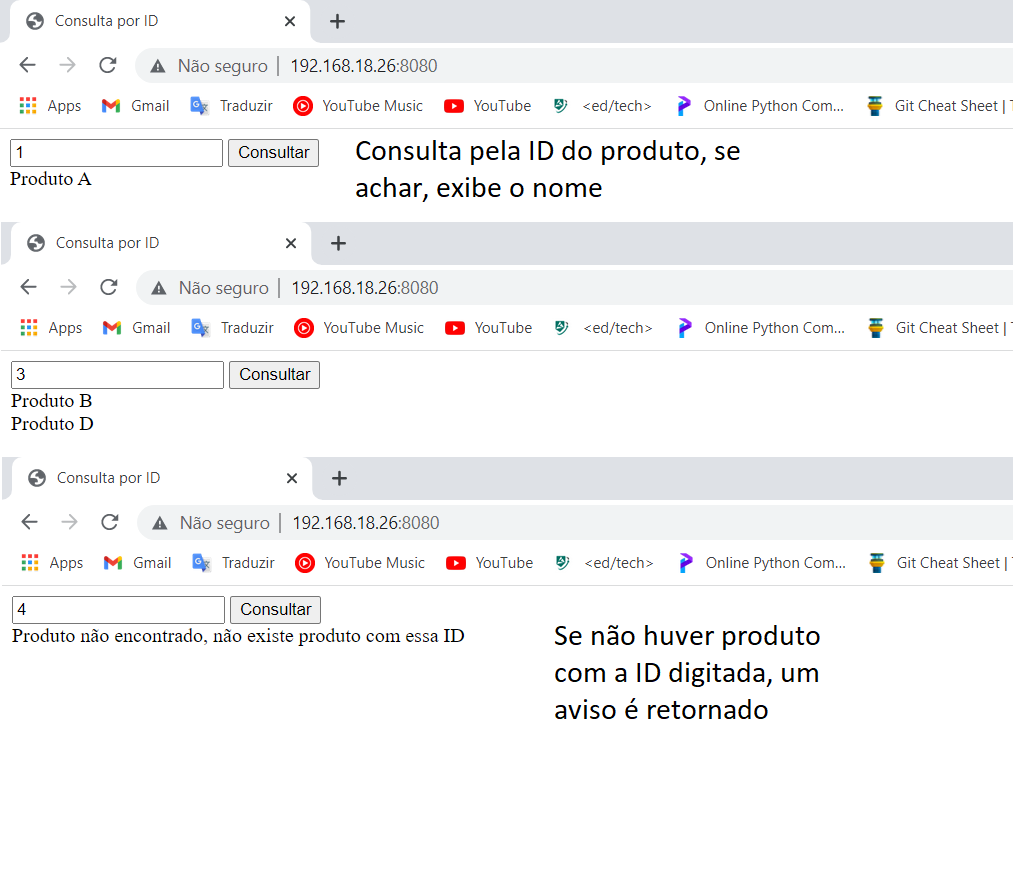 Consulta por ID
Não seguro | 192.168.18.26:8080
Apps Gmail Traduzir YouTube Music YouTube <ed/tech> Online Python Com... Git Cheat Sheet |
1 Consultar
Produto A
Consulta pela ID do produto, se
achar, exibe o nome
Consulta por ID
Não seguro | 192.168.18.26:8080
Apps Gmail Traduzir YouTube Music YouTube <ed/tech> Online Python Com... Git Cheat Sheet |
3 Consultar
Produto B
Produto D
Consulta por ID
Não seguro | 192.168.18.26:8080
Apps Gmail Traduzir YouTube Music YouTube <ed/tech> Online Python Com... Git Cheat Sheet |
4 Consultar
Produto não encontrado, não existe produto com essa ID
Se não huver produto
com a ID digitada, um
aviso é retornado